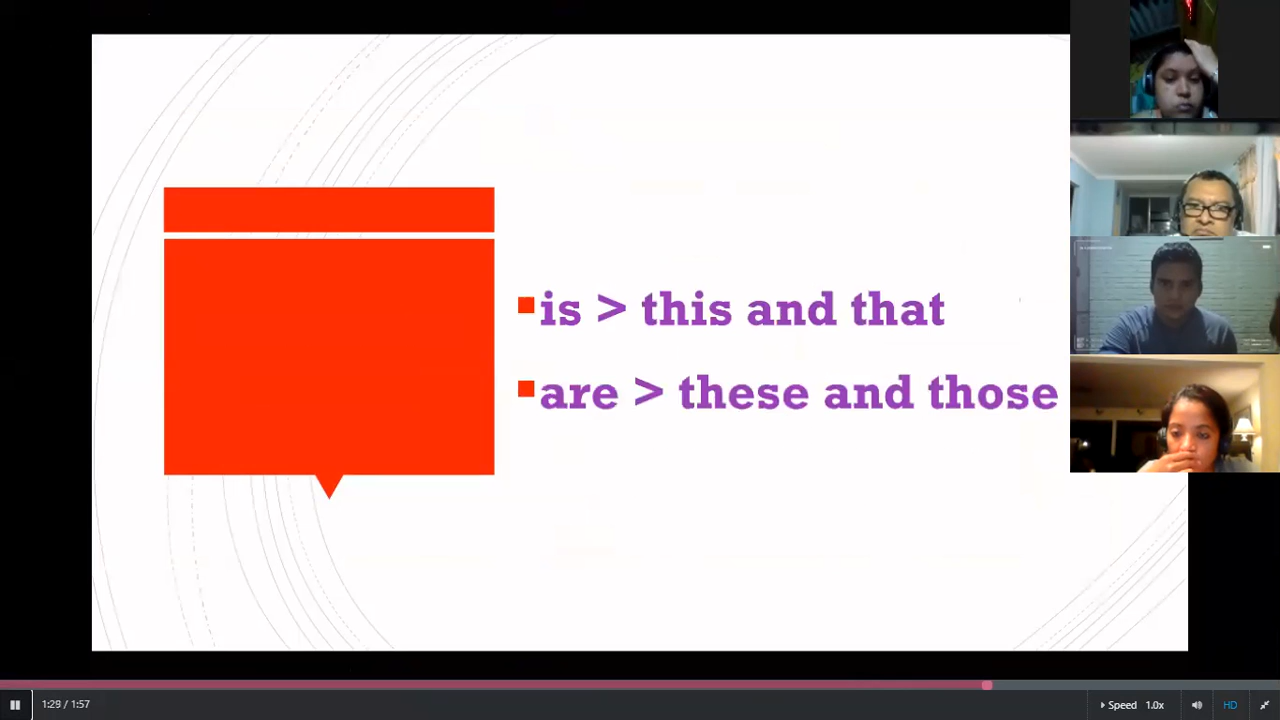 is > this and that
are > these and those
1:29 / 1:57
Speed 1.0x
HD